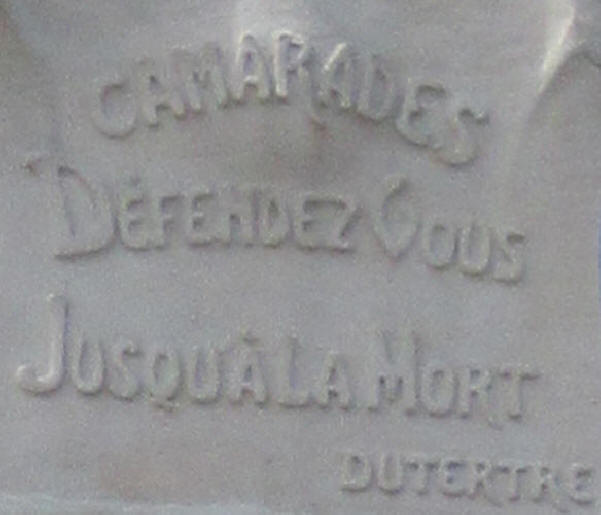 CAMARADES
DÉFENDEZ VOUS
JUSQU'À LA MORT
DUTERTRE